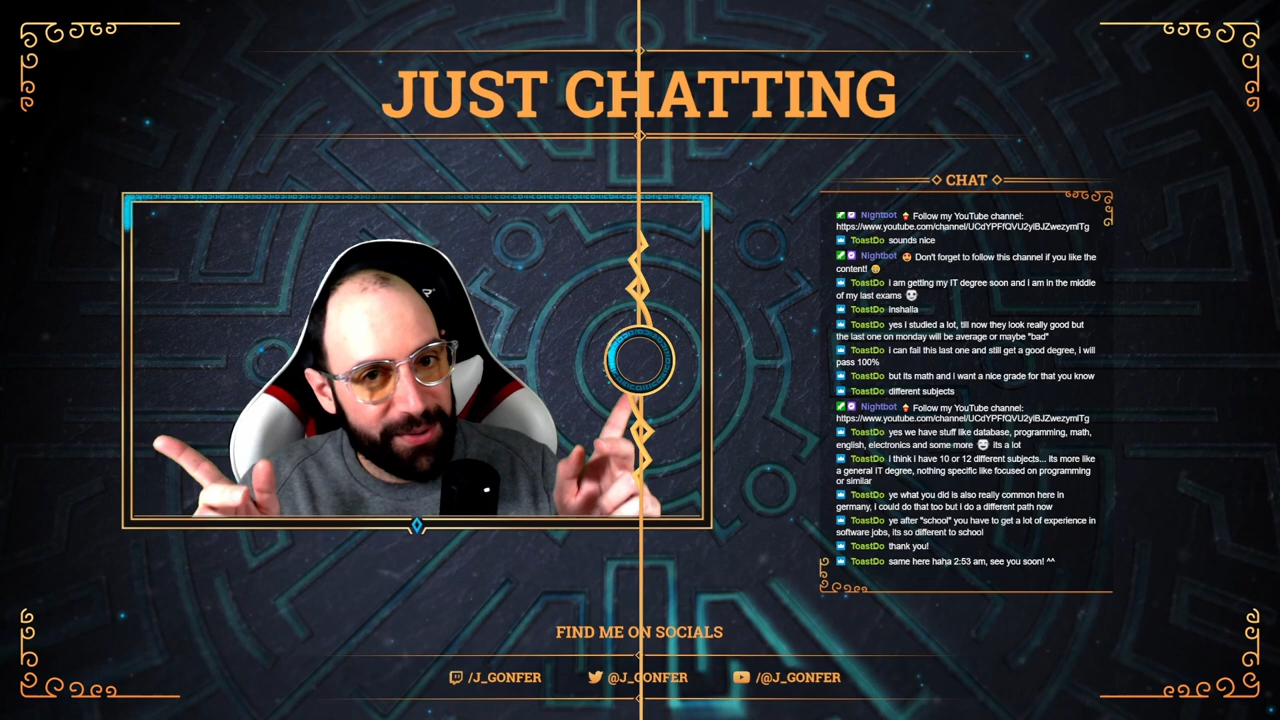 JUST CHATTING
CHAT
Nightbot Follow my YouTube channel:
https://www.youtube.com/channel/UCdYPFfQVU2ylBJZwezymlTg
ToastDo sounds nice
Nightbot Don't forget to follow this channel if you like the
content!
ToastDo I am getting my IT degree soon and I am in the middle
of my last exams
ToastDo inshalla
ToastDo yes i studied a lot, till now they look really good but
the last one on monday will be average or maybe "bad"
ToastDo i can fail this last one and still get a good degree, i will
pass 100%
ToastDo but its math and i want a nice grade for that you know
ToastDo different subjects
Nightbot Follow my YouTube channel:
https://www.youtube.com/channel/UCdYPFfQVU2ylBJZwezymlTg
ToastDo yes we have stuff like database, programming, math,
english, electronics and some more its a lot
ToastDo i think i have 10 or 12 different subjects... its more like
a general IT degree, nothing specific like focused on programming
or similar
ToastDo ye what you did is also really common here in
germany, i could do that too but i do a different path now
ToastDo ye after "school" you have to get a lot of experience in
software jobs, its so different to school
ToastDo thank you!
ToastDo same here haha 2:53 am, see you soon! ^^
FIND ME ON SOCIALS
/J_GONFER @J_GONFER /@J_GONFER